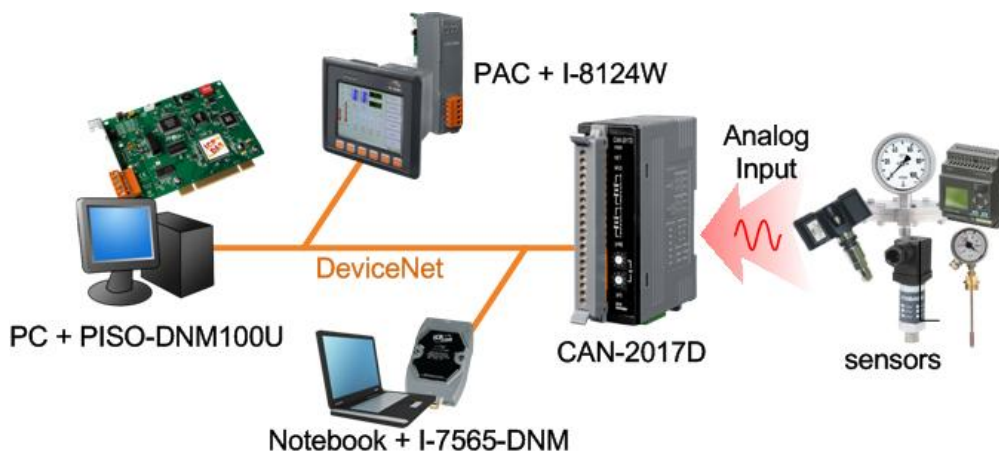 PAC + I-8124W
Analog
Input
DeviceNet
PC + PISO-DNM100U
CAN-2017D
sensors
Notebook + I-7565-DNM